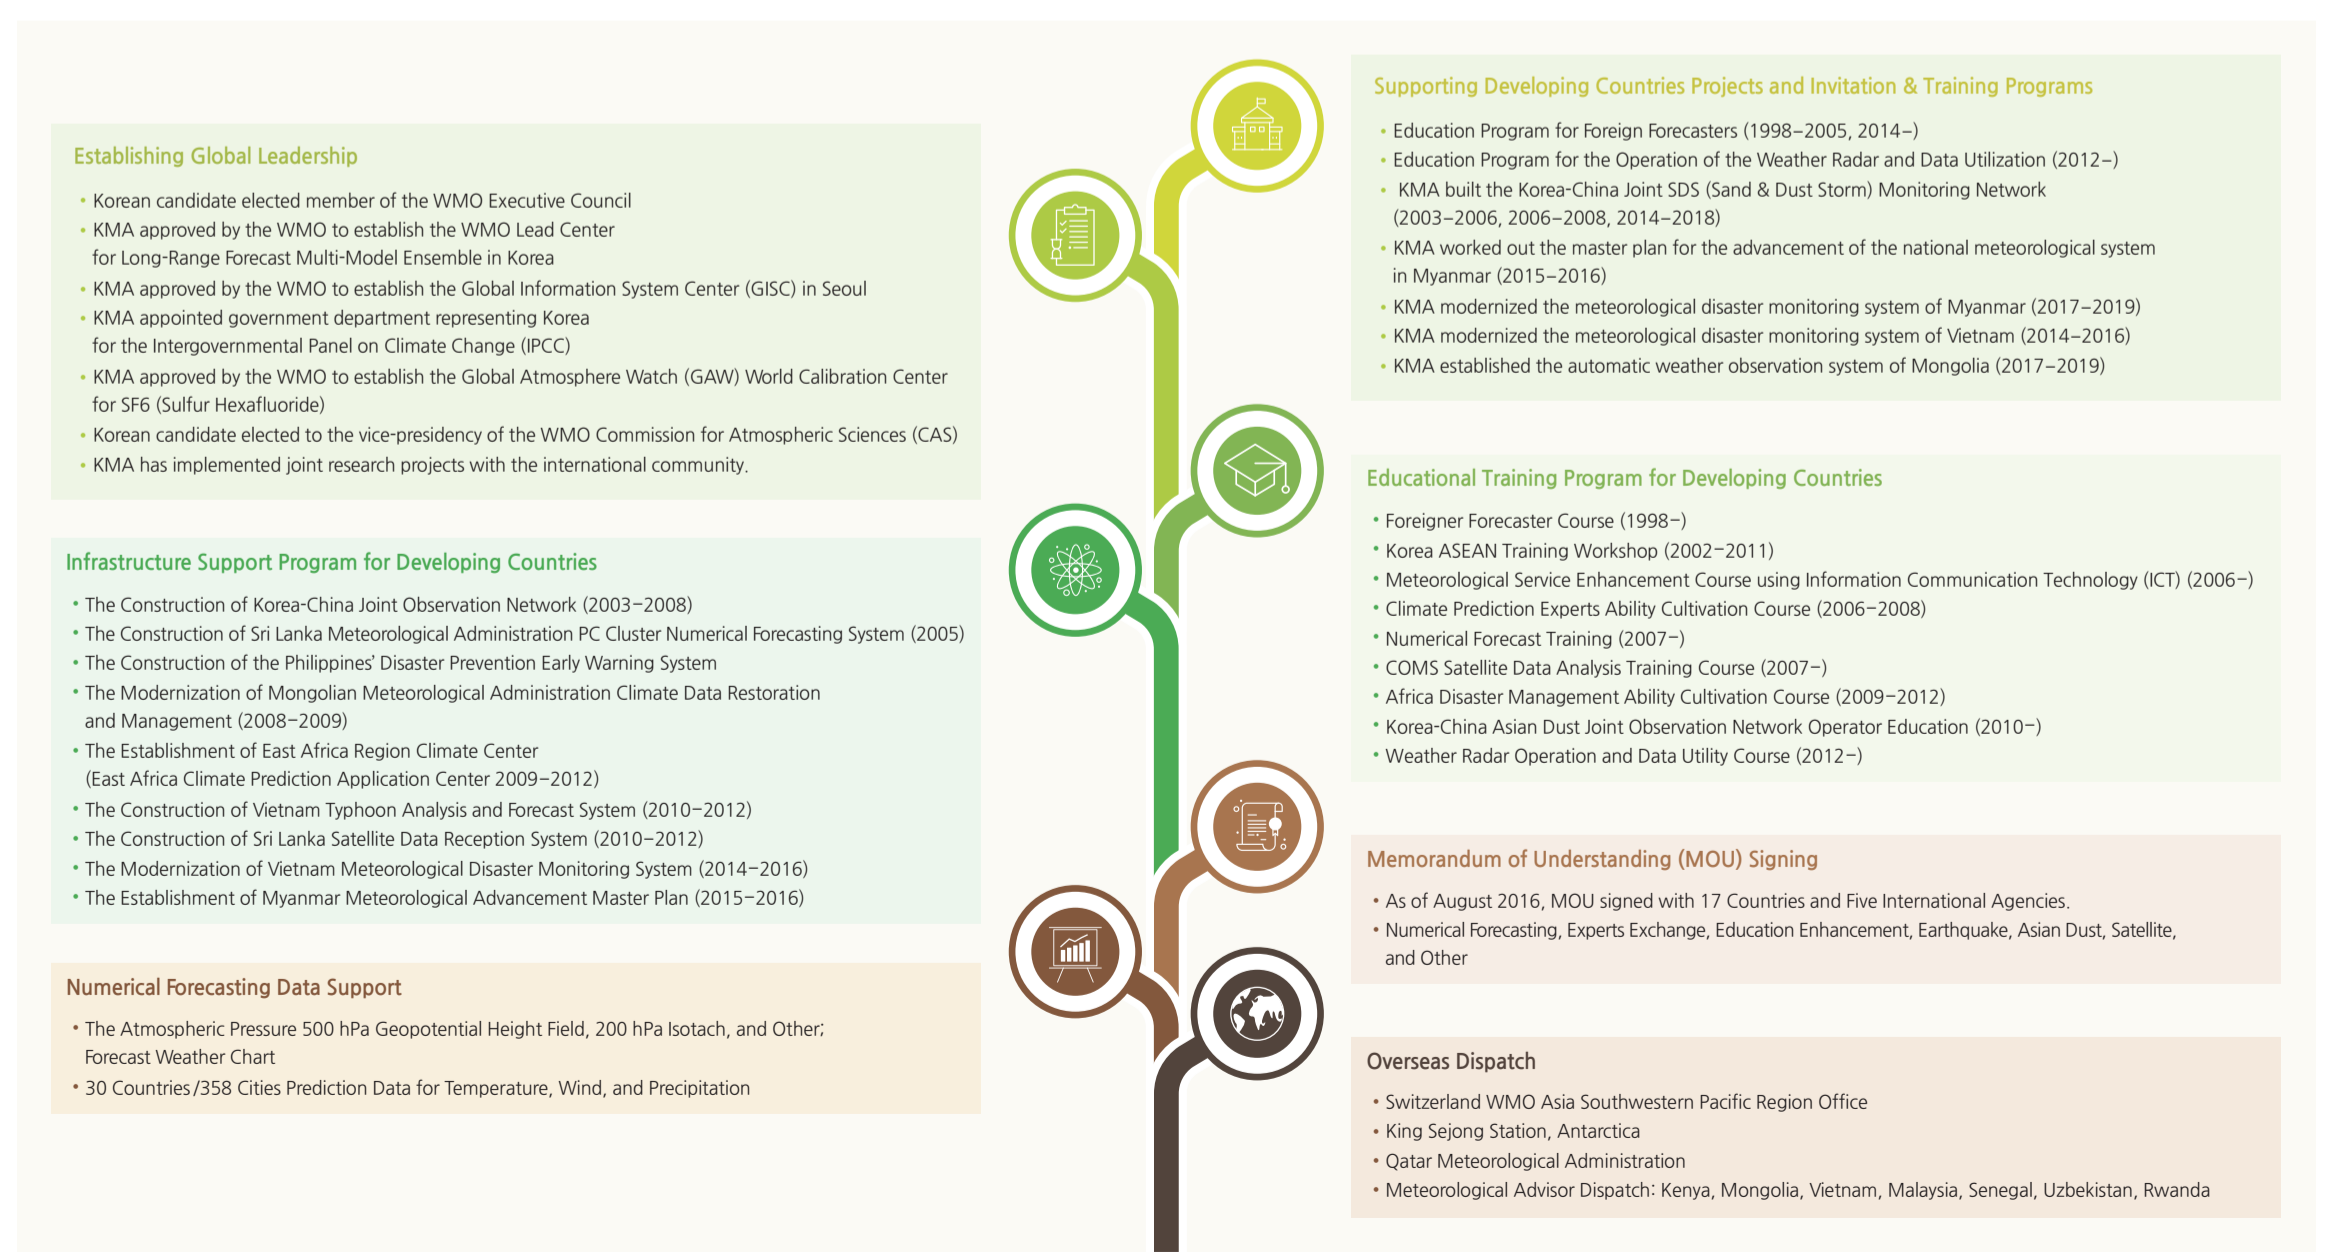 Establishing Global Leadership
• Korean candidate elected member of the WMO Executive Council
• KMA approved by the WMO to establish the WMO Lead Center
for Long-Range Forecast Multi-Model Ensemble in Korea
• KMA approved by the WMO to establish the Global Information System Center (GISC) in Seoul
• KMA appointed government department representing Korea
for the Intergovernmental Panel on Climate Change (IPCC)
• KMA approved by the WMO to establish the Global Atmosphere Watch (GAW) World Calibration Center
for SF6 (Sulfur Hexafluoride)
• Korean candidate elected to the vice-presidency of the WMO Commission for Atmospheric Sciences (CAS)
• KMA has implemented joint research projects with the international community.
Infrastructure Support Program for Developing Countries
• The Construction of Korea-China Joint Observation Network (2003–2008)
• The Construction of Sri Lanka Meteorological Administration PC Cluster Numerical Forecasting System (2005)
• The Construction of the Philippines’ Disaster Prevention Early Warning System
• The Modernization of Mongolian Meteorological Administration Climate Data Restoration
and Management (2008–2009)
• The Establishment of East Africa Region Climate Center
(East Africa Climate Prediction Application Center 2009–2012)
• The Construction of Vietnam Typhoon Analysis and Forecast System (2010–2012)
• The Construction of Sri Lanka Satellite Data Reception System (2010–2012)
• The Modernization of Vietnam Meteorological Disaster Monitoring System (2014–2016)
• The Establishment of Myanmar Meteorological Advancement Master Plan (2015–2016)
Numerical Forecasting Data Support
• The Atmospheric Pressure 500 hPa Geopotential Height Field, 200 hPa Isotach, and Other;
Forecast Weather Chart
• 30 Countries/358 Cities Prediction Data for Temperature, Wind, and Precipitation
Supporting Developing Countries Projects and Invitation & Training Programs
• Education Program for Foreign Forecasters (1998–2005, 2014–)
• Education Program for the Operation of the Weather Radar and Data Utilization (2012–)
• KMA built the Korea-China Joint SDS (Sand & Dust Storm) Monitoring Network
(2003–2006, 2006–2008, 2014–2018)
• KMA worked out the master plan for the advancement of the national meteorological system
in Myanmar (2015–2016)
• KMA modernized the meteorological disaster monitoring system of Myanmar (2017–2019)
• KMA modernized the meteorological disaster monitoring system of Vietnam (2014–2016)
• KMA established the automatic weather observation system of Mongolia (2017–2019)
Educational Training Program for Developing Countries
• Foreigner Forecaster Course (1998–)
• Korea ASEAN Training Workshop (2002–2011)
• Meteorological Service Enhancement Course using Information Communication Technology (ICT) (2006–)
• Climate Prediction Experts Ability Cultivation Course (2006–2008)
• Numerical Forecast Training (2007–)
• COMS Satellite Data Analysis Training Course (2007–)
• Africa Disaster Management Ability Cultivation Course (2009–2012)
• Korea-China Asian Dust Joint Observation Network Operator Education (2010–)
• Weather Radar Operation and Data Utility Course (2012–)
Memorandum of Understanding (MOU) Signing
• As of August 2016, MOU signed with 17 Countries and Five International Agencies.
• Numerical Forecasting, Experts Exchange, Education Enhancement, Earthquake, Asian Dust, Satellite,
and Other
Overseas Dispatch
• Switzerland WMO Asia Southwestern Pacific Region Office
• King Sejong Station, Antarctica
• Qatar Meteorological Administration
• Meteorological Advisor Dispatch: Kenya, Mongolia, Vietnam, Malaysia, Senegal, Uzbekistan, Rwanda